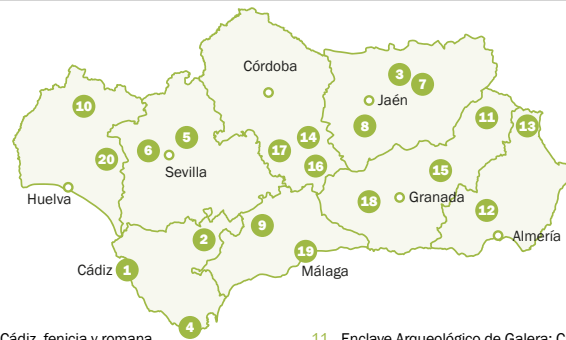 Córdoba
3
7
Jaén
10
11
8
13
5
14
6
17
20
16
15
Sevilla
Huelva
18
Granada
12
9
2
Almería
19
Cádiz
1
Málaga
4
Cádiz, fenicia y romana
11 Enclave Arqueológico de Galera: C